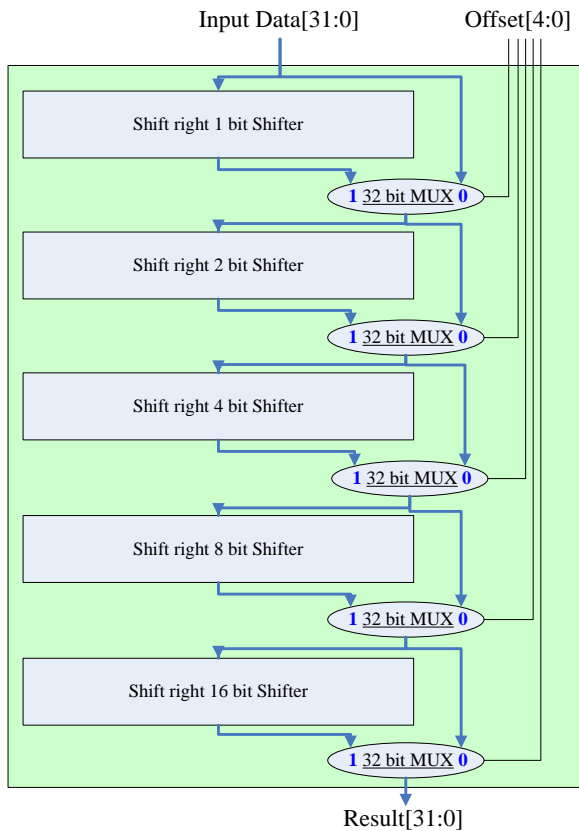 Input Data[31:0]
Offset[4:0]
Shift right 1 bit Shifter
1 32 bit MUX 0
Shift right 2 bit Shifter
1 32 bit MUX 0
Shift right 4 bit Shifter
1 32 bit MUX 0
Shift right 8 bit Shifter
1 32 bit MUX 0
Shift right 16 bit Shifter
1 32 bit MUX 0
Result[31:0]